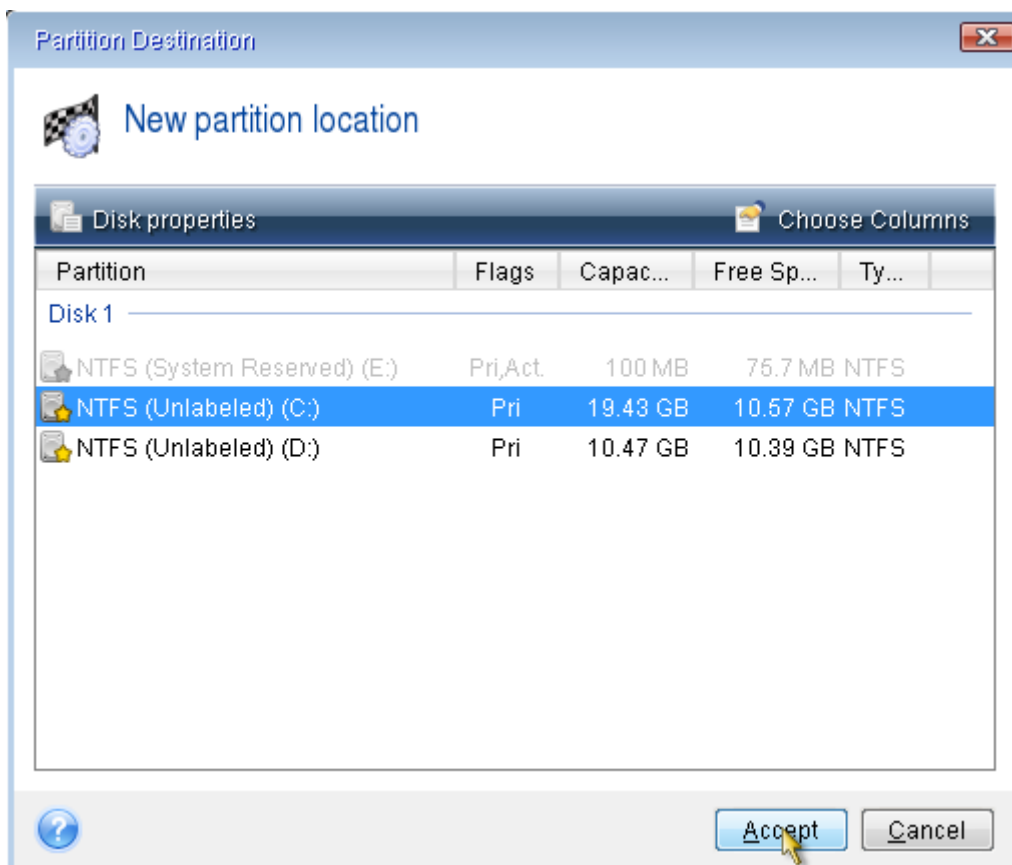 Partition Destination
New partition location
Disk properties Choose Columns
Partition Flags Capac... Free Sp... Ty...
Disk 1
NTFS (System Reserved) (E:) Pri,Act. 100 MB 75.7 MB NTFS
NTFS (Unlabeled) (C:) Pri 19.43 GB 10.57 GB NTFS
NTFS (Unlabeled) (D:) Pri 10.47 GB 10.39 GB NTFS
? Accept Cancel